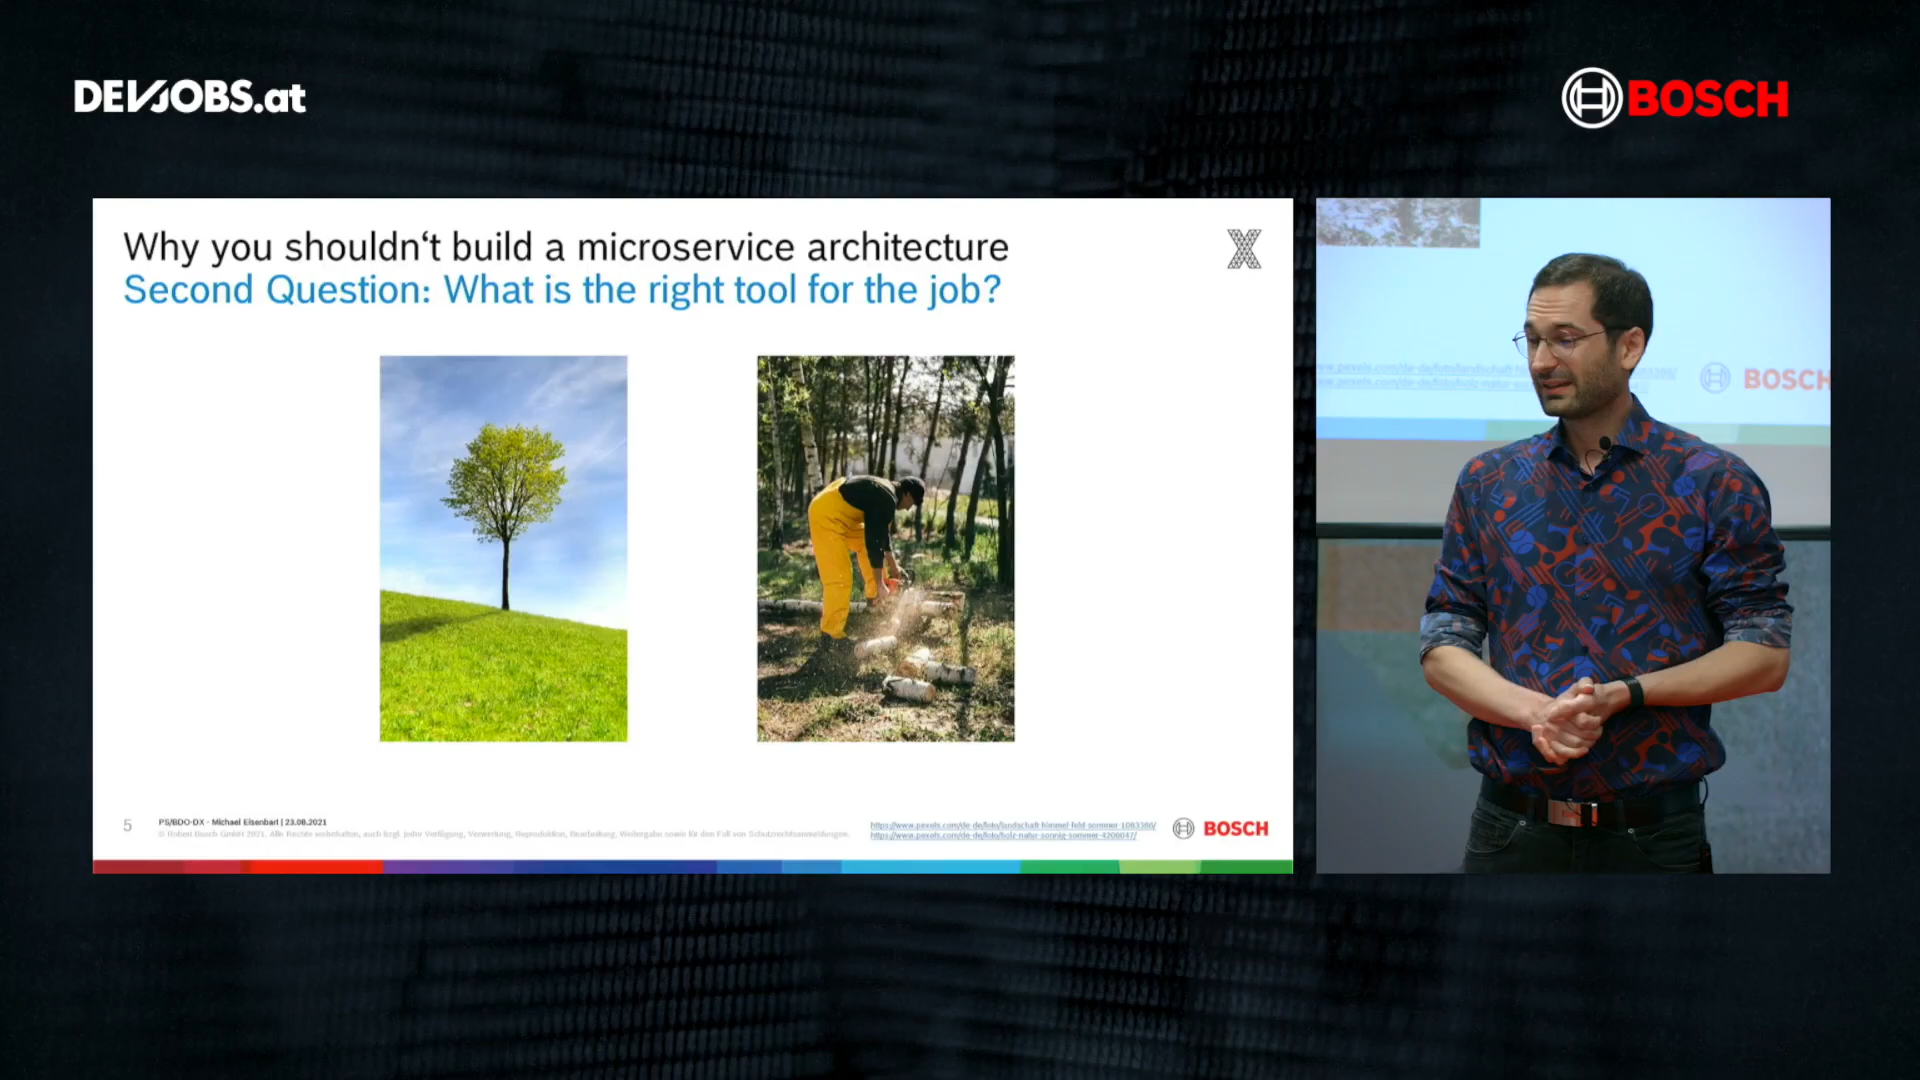 DEVJOBS.at
BOSCH
Why you shouldn‘t build a microservice architecture
Second Question: What is the right tool for the job?
5
PS/BDO-DX - Michael Eisenbart | 23.08.2021
© Robert Bosch GmbH 2021. Alle Rechte vorbehalten, auch bzgl. jeder Verfügung, Verwertung, Reproduktion, Bearbeitung, Weitergabe sowie für den Fall von Schutzrechtsanmeldungen.
https://www.pexels.com/de-de/foto/landschaft-himmel-feld-sommer-1083386/
https://www.pexels.com/de-de/foto/holz-natur-sonnig-sommer-4206047/
BOSCH
BOSCH